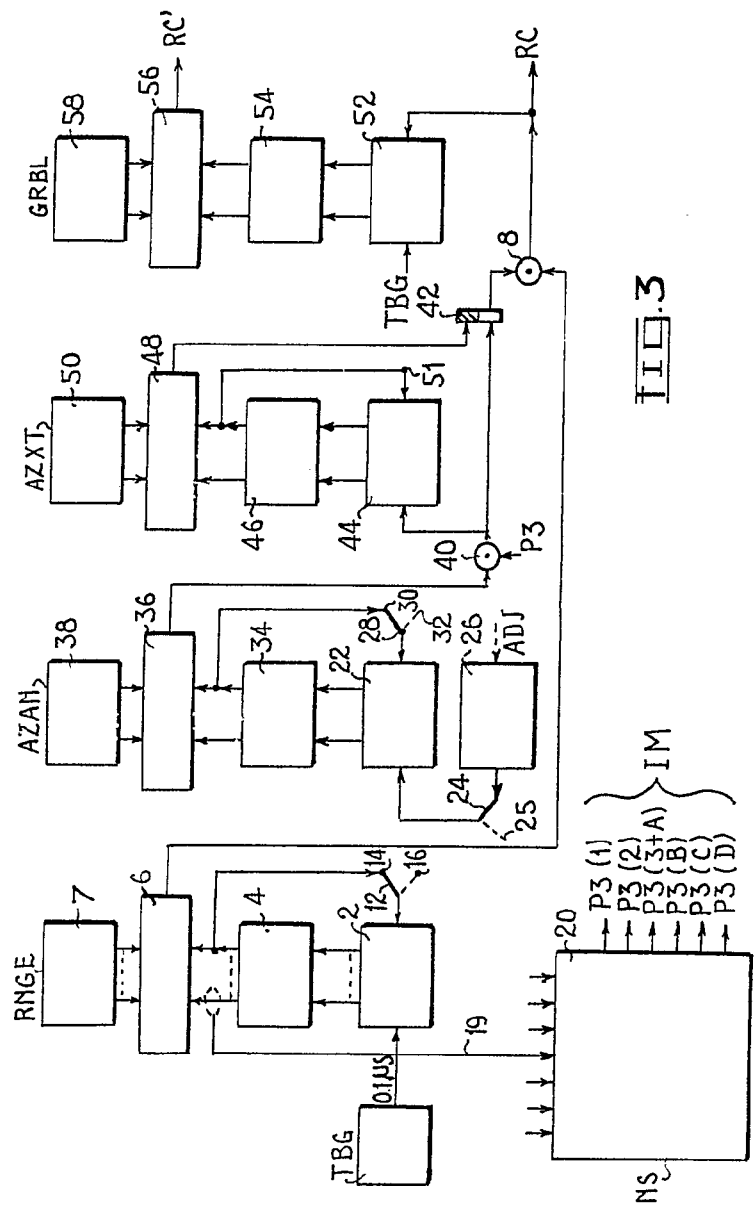 RNGE
7
6
4
2
12
14
16
0.1 µS
TBG
19
20
NS
P3 (1)
P3 (2)
P3 (3+A)
P3 (B)
P3 (C)
P3 (D)
IM
AZAN
38
36
34
22
28
30
32
24
25
26
ADJ
40
P3
AZXT
50
48
46
44
51
42
TBG
8
GRBL
58
56
54
52
RC'
RC
FIG.3